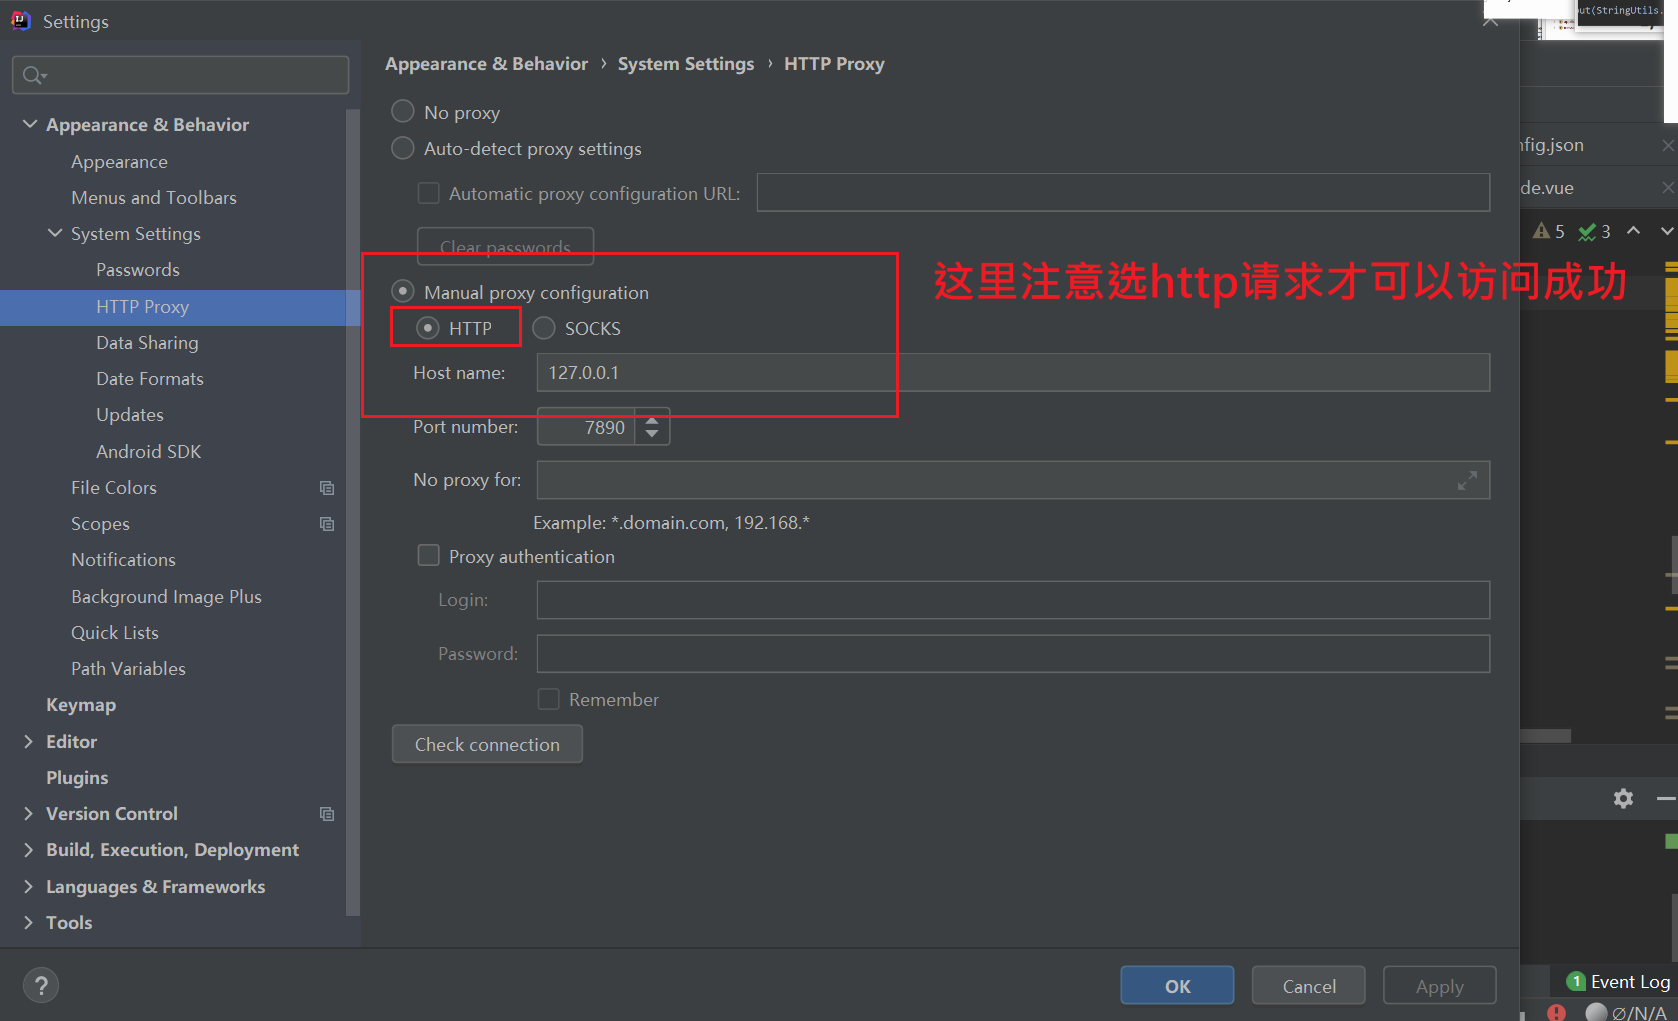 Settings
out(StringUtils.
Appearance & Behavior › System Settings › HTTP Proxy
Appearance & Behavior
Appearance
Menus and Toolbars
System Settings
Passwords
HTTP Proxy
Data Sharing
Date Formats
Updates
Android SDK
File Colors
Scopes
Notifications
Background Image Plus
Quick Lists
Path Variables
Keymap
Editor
Plugins
Version Control
Build, Execution, Deployment
Languages & Frameworks
Tools
No proxy
Auto-detect proxy settings
Automatic proxy configuration URL:
Clear passwords
这里注意选http请求才可以访问成功
Manual proxy configuration
HTTP SOCKS
Host name: 127.0.0.1
Port number: 7890
No proxy for:
Example: *.domain.com, 192.168.*
Proxy authentication
Login:
Password:
Remember
Check connection
?
OK Cancel Apply
nfig.json
de.vue
5 3
1 Event Log
∅/N/A